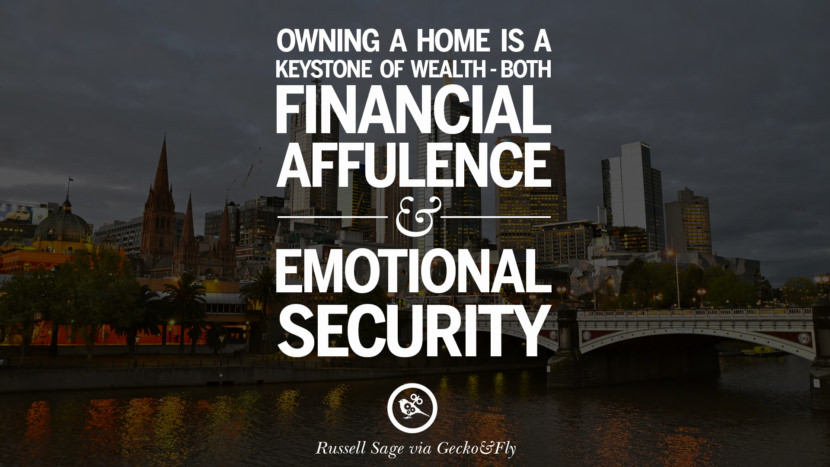 OWNING A HOME IS A
KEYSTONE OF WEALTH - BOTH
FINANCIAL
AFFULENCE
&
EMOTIONAL
SECURITY
Russell Sage via Gecko&Fly